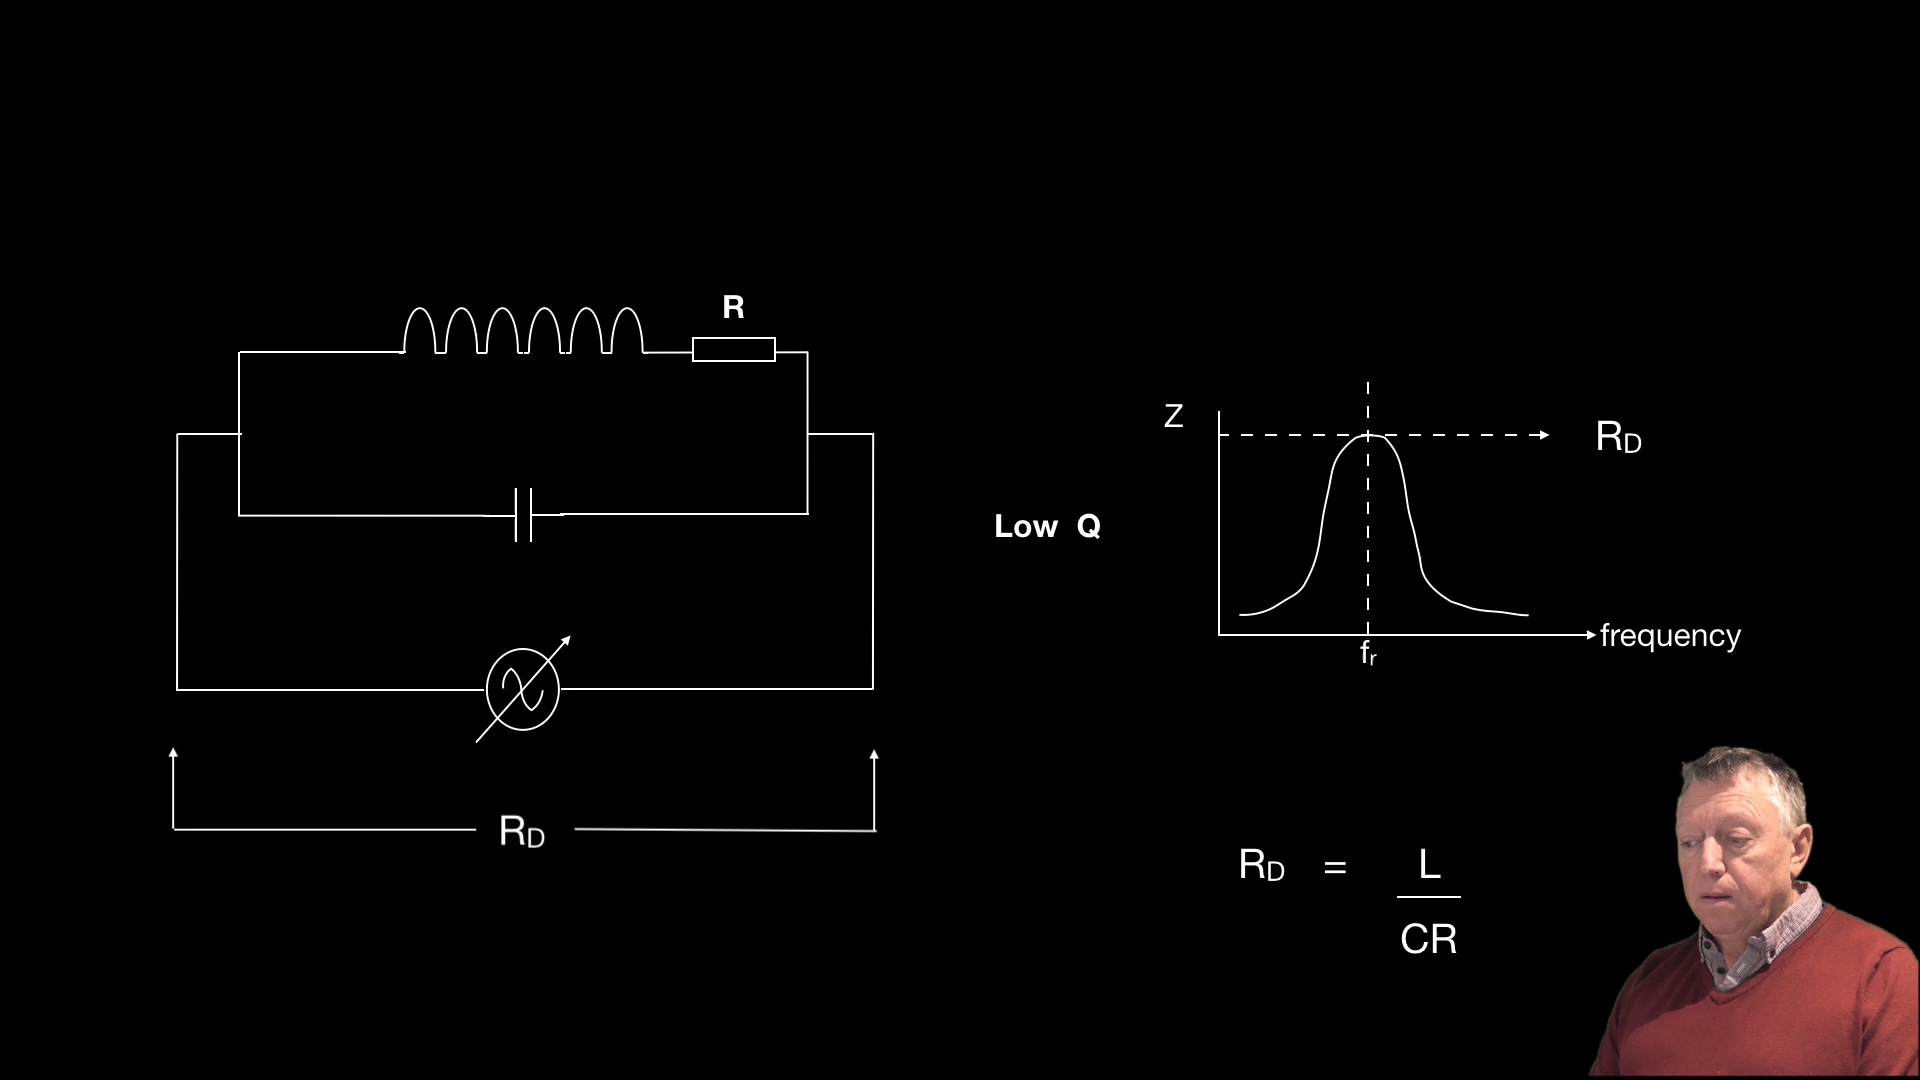 R
Z
RD
Low Q
frequency
fr
RD
RD = L
CR